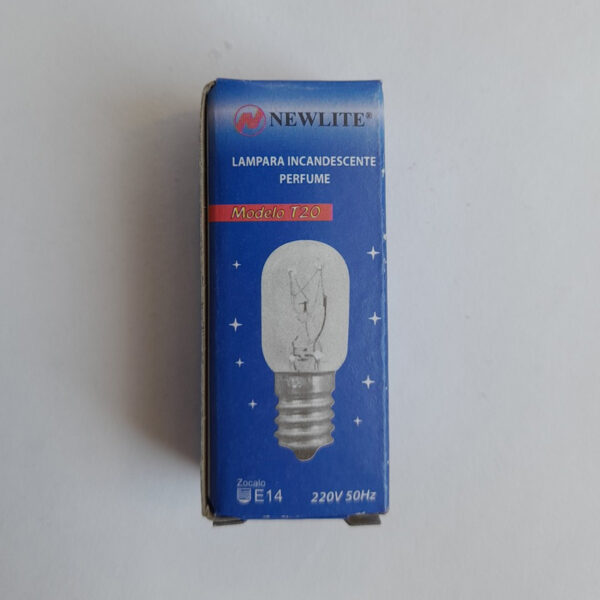 NEWLITE®
LAMPARA INCANDESCENTE
PERFUME
Modelo T20
Zocalo
E14
220V 50Hz